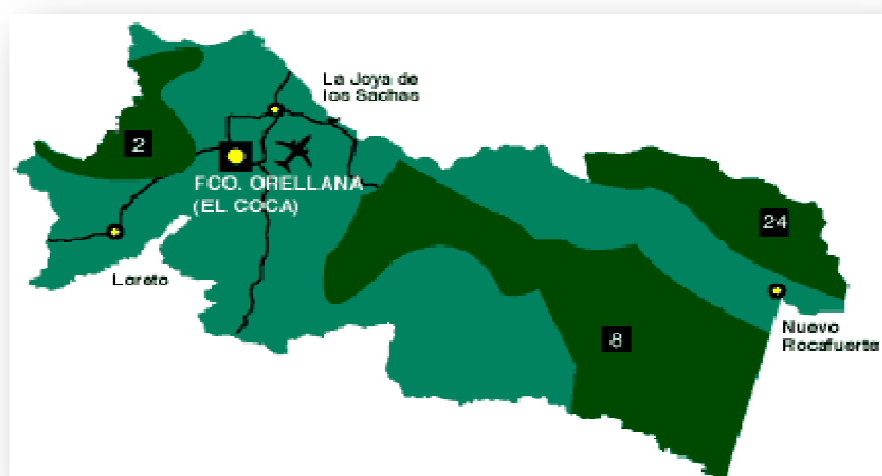 La Joya de
los Sachas
2
FCO. ORELLANA
(EL COCA)
24
Loreto
8
Nuevo
Rocafuerte